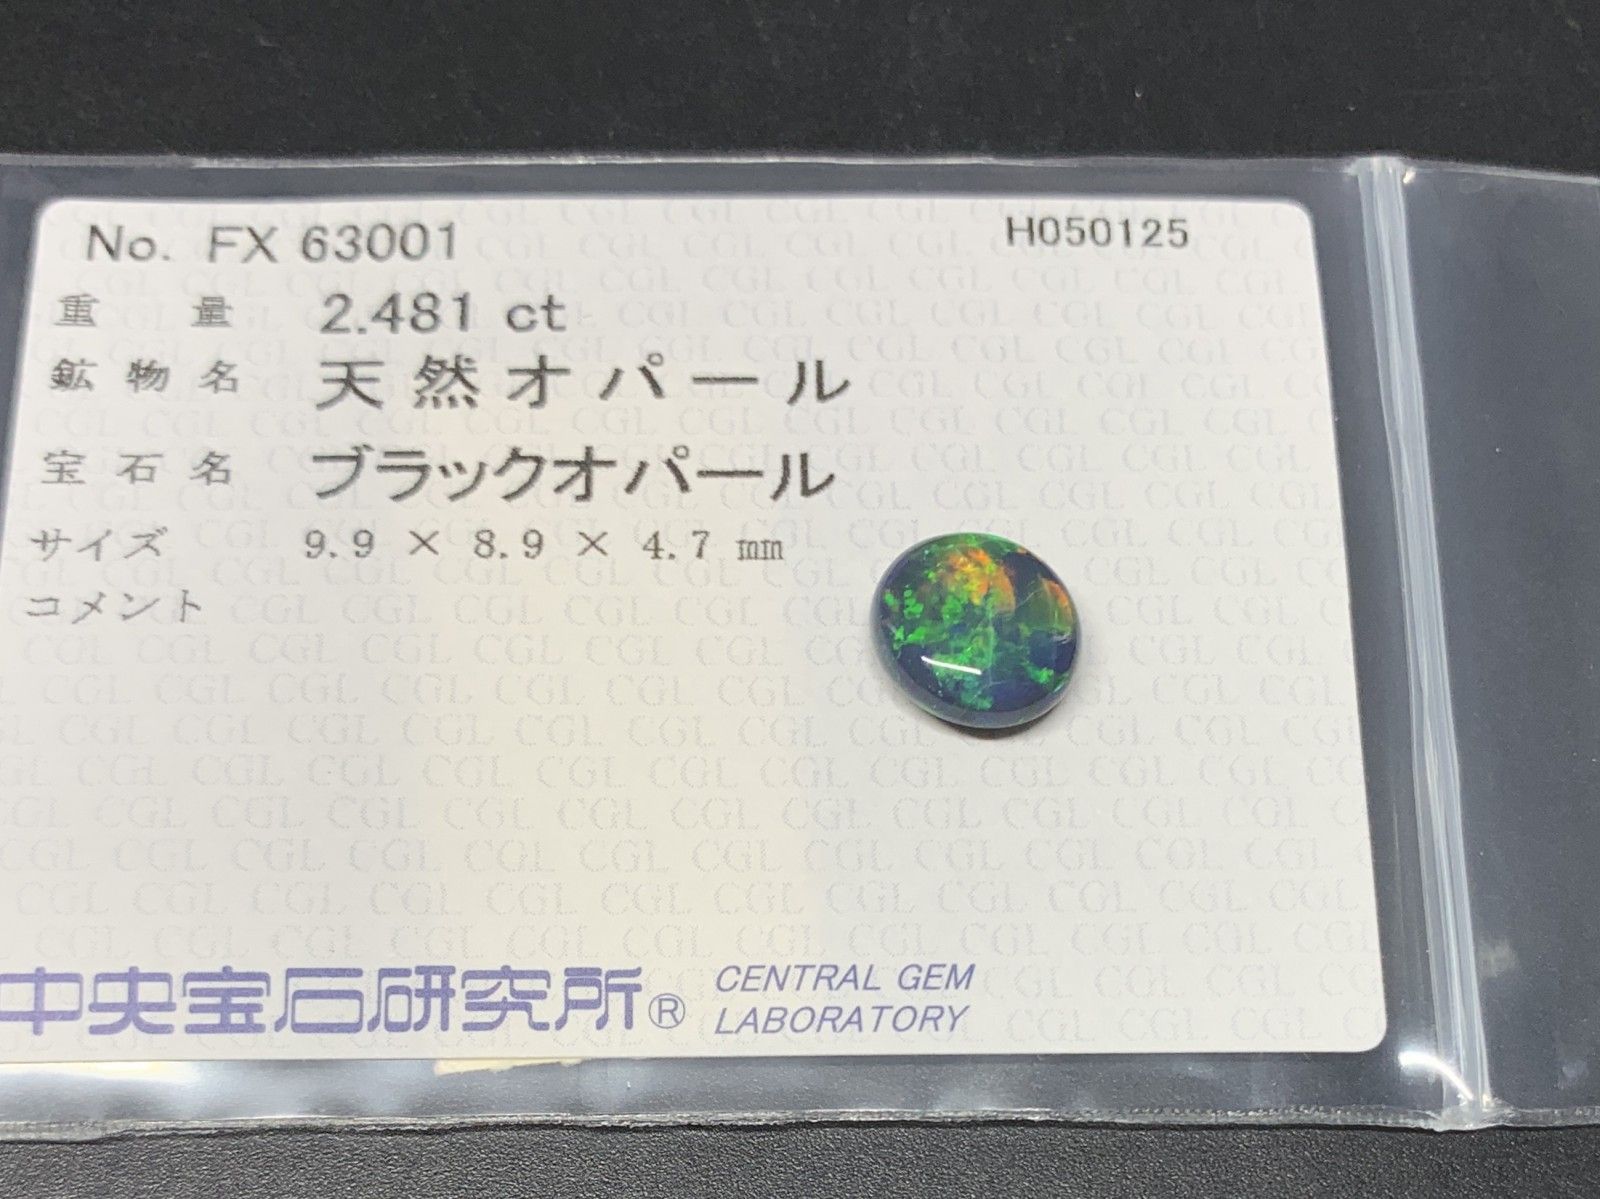 No. FX 63001 H050125
重量 2.481 ct
鉱物名 天然オパール
宝石名 ブラックオパール
サイズ 9.9 × 8.9 × 4.7 mm
コメント
中央宝石研究所® CENTRAL GEM
LABORATORY